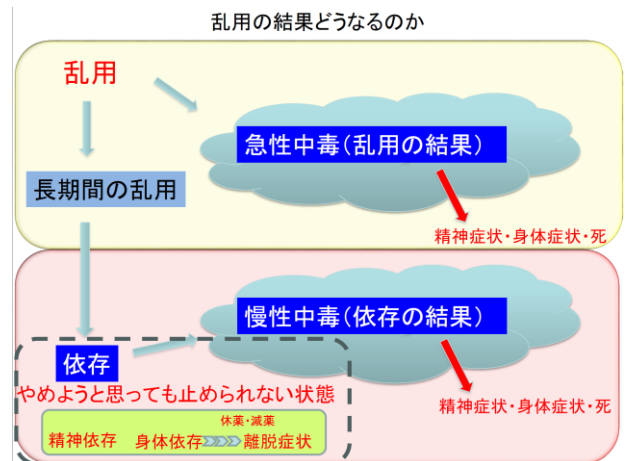 乱用の結果どうなるのか
乱用
急性中毒(乱用の結果)
長期間の乱用
精神症状・身体症状・死
慢性中毒(依存の結果)
依存
やめようと思っても止められない状態
精神症状・身体症状・死
休薬・減薬
精神依存 身体依存 離脱症状